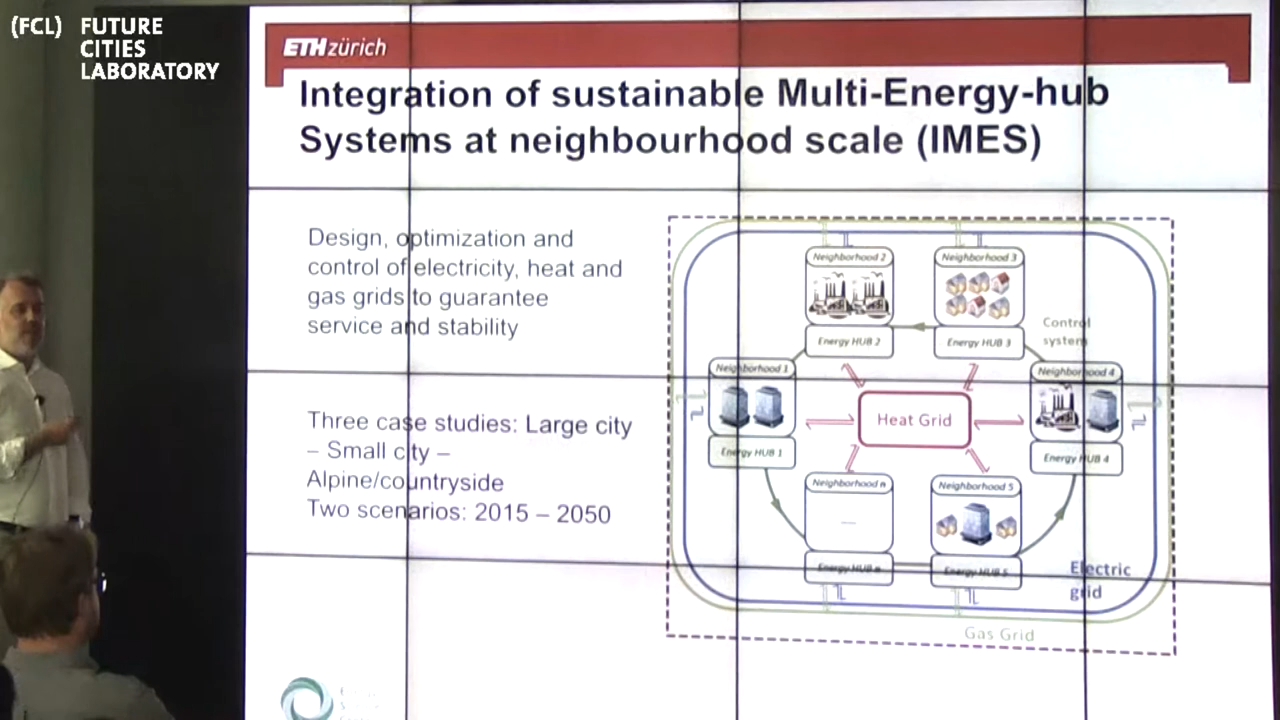 (FCL) FUTURE
CITIES
LABORATORY
ETH zürich
Integration of sustainable Multi-Energy-hub
Systems at neighbourhood scale (IMES)
Design, optimization and
control of electricity, heat and
gas grids to guarantee
service and stability
Three case studies: Large city
– Small city –
Alpine/countryside
Two scenarios: 2015 – 2050
Neighborhood 2
Energy HUB 2
Neighborhood 3
Energy HUB 3
Control
system
Neighborhood 1
Energy HUB 1
Heat Grid
Neighborhood 4
Energy HUB 4
Neighborhood n
....
Energy HUB n
Neighborhood 5
Energy HUB 5
Electric
grid
Gas Grid